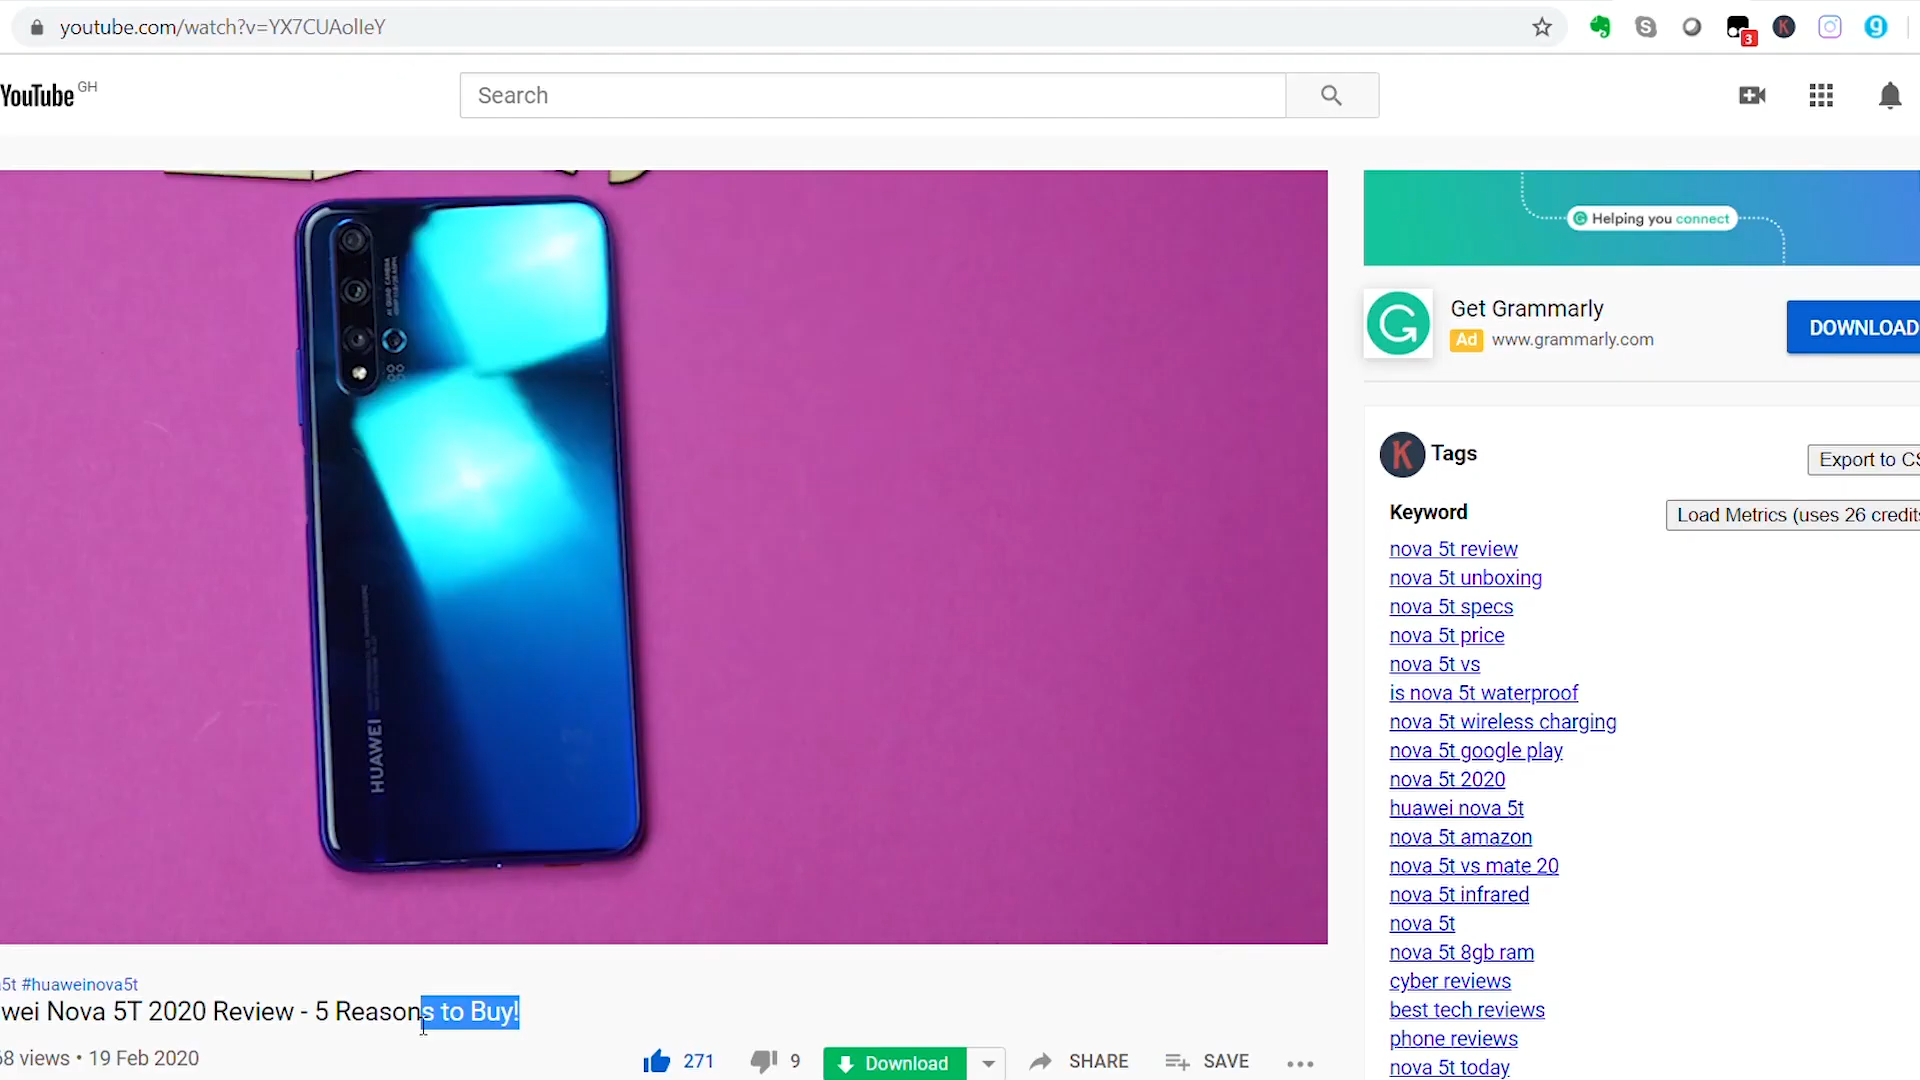 youtube.com/watch?v=YX7CUAolleY
3
YouTube GH
Search
HUAWEI
Helping you connect
Get Grammarly
Ad www.grammarly.com
DOWNLOAD
K Tags
Export to CS
Keyword
Load Metrics (uses 26 credits
nova 5t review
nova 5t unboxing
nova 5t specs
nova 5t price
nova 5t vs
is nova 5t waterproof
nova 5t wireless charging
nova 5t google play
nova 5t 2020
huawei nova 5t
nova 5t amazon
nova 5t vs mate 20
nova 5t infrared
nova 5t
nova 5t 8gb ram
cyber reviews
best tech reviews
phone reviews
nova 5t today
5t #huaweinova5t
wei Nova 5T 2020 Review - 5 Reasons to Buy!
68 views • 19 Feb 2020
271
9
Download
SHARE
SAVE